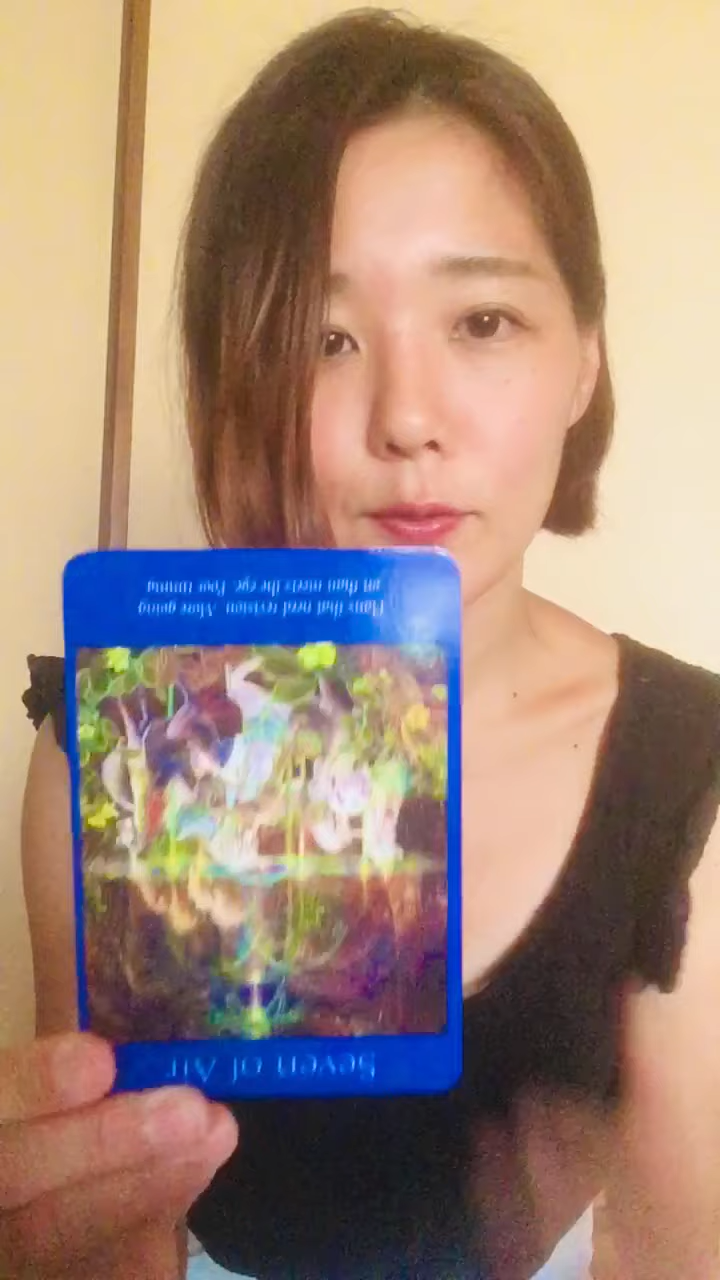 Seven of Air
Plans that need revision. More going
on than meets the eye. Poor timing